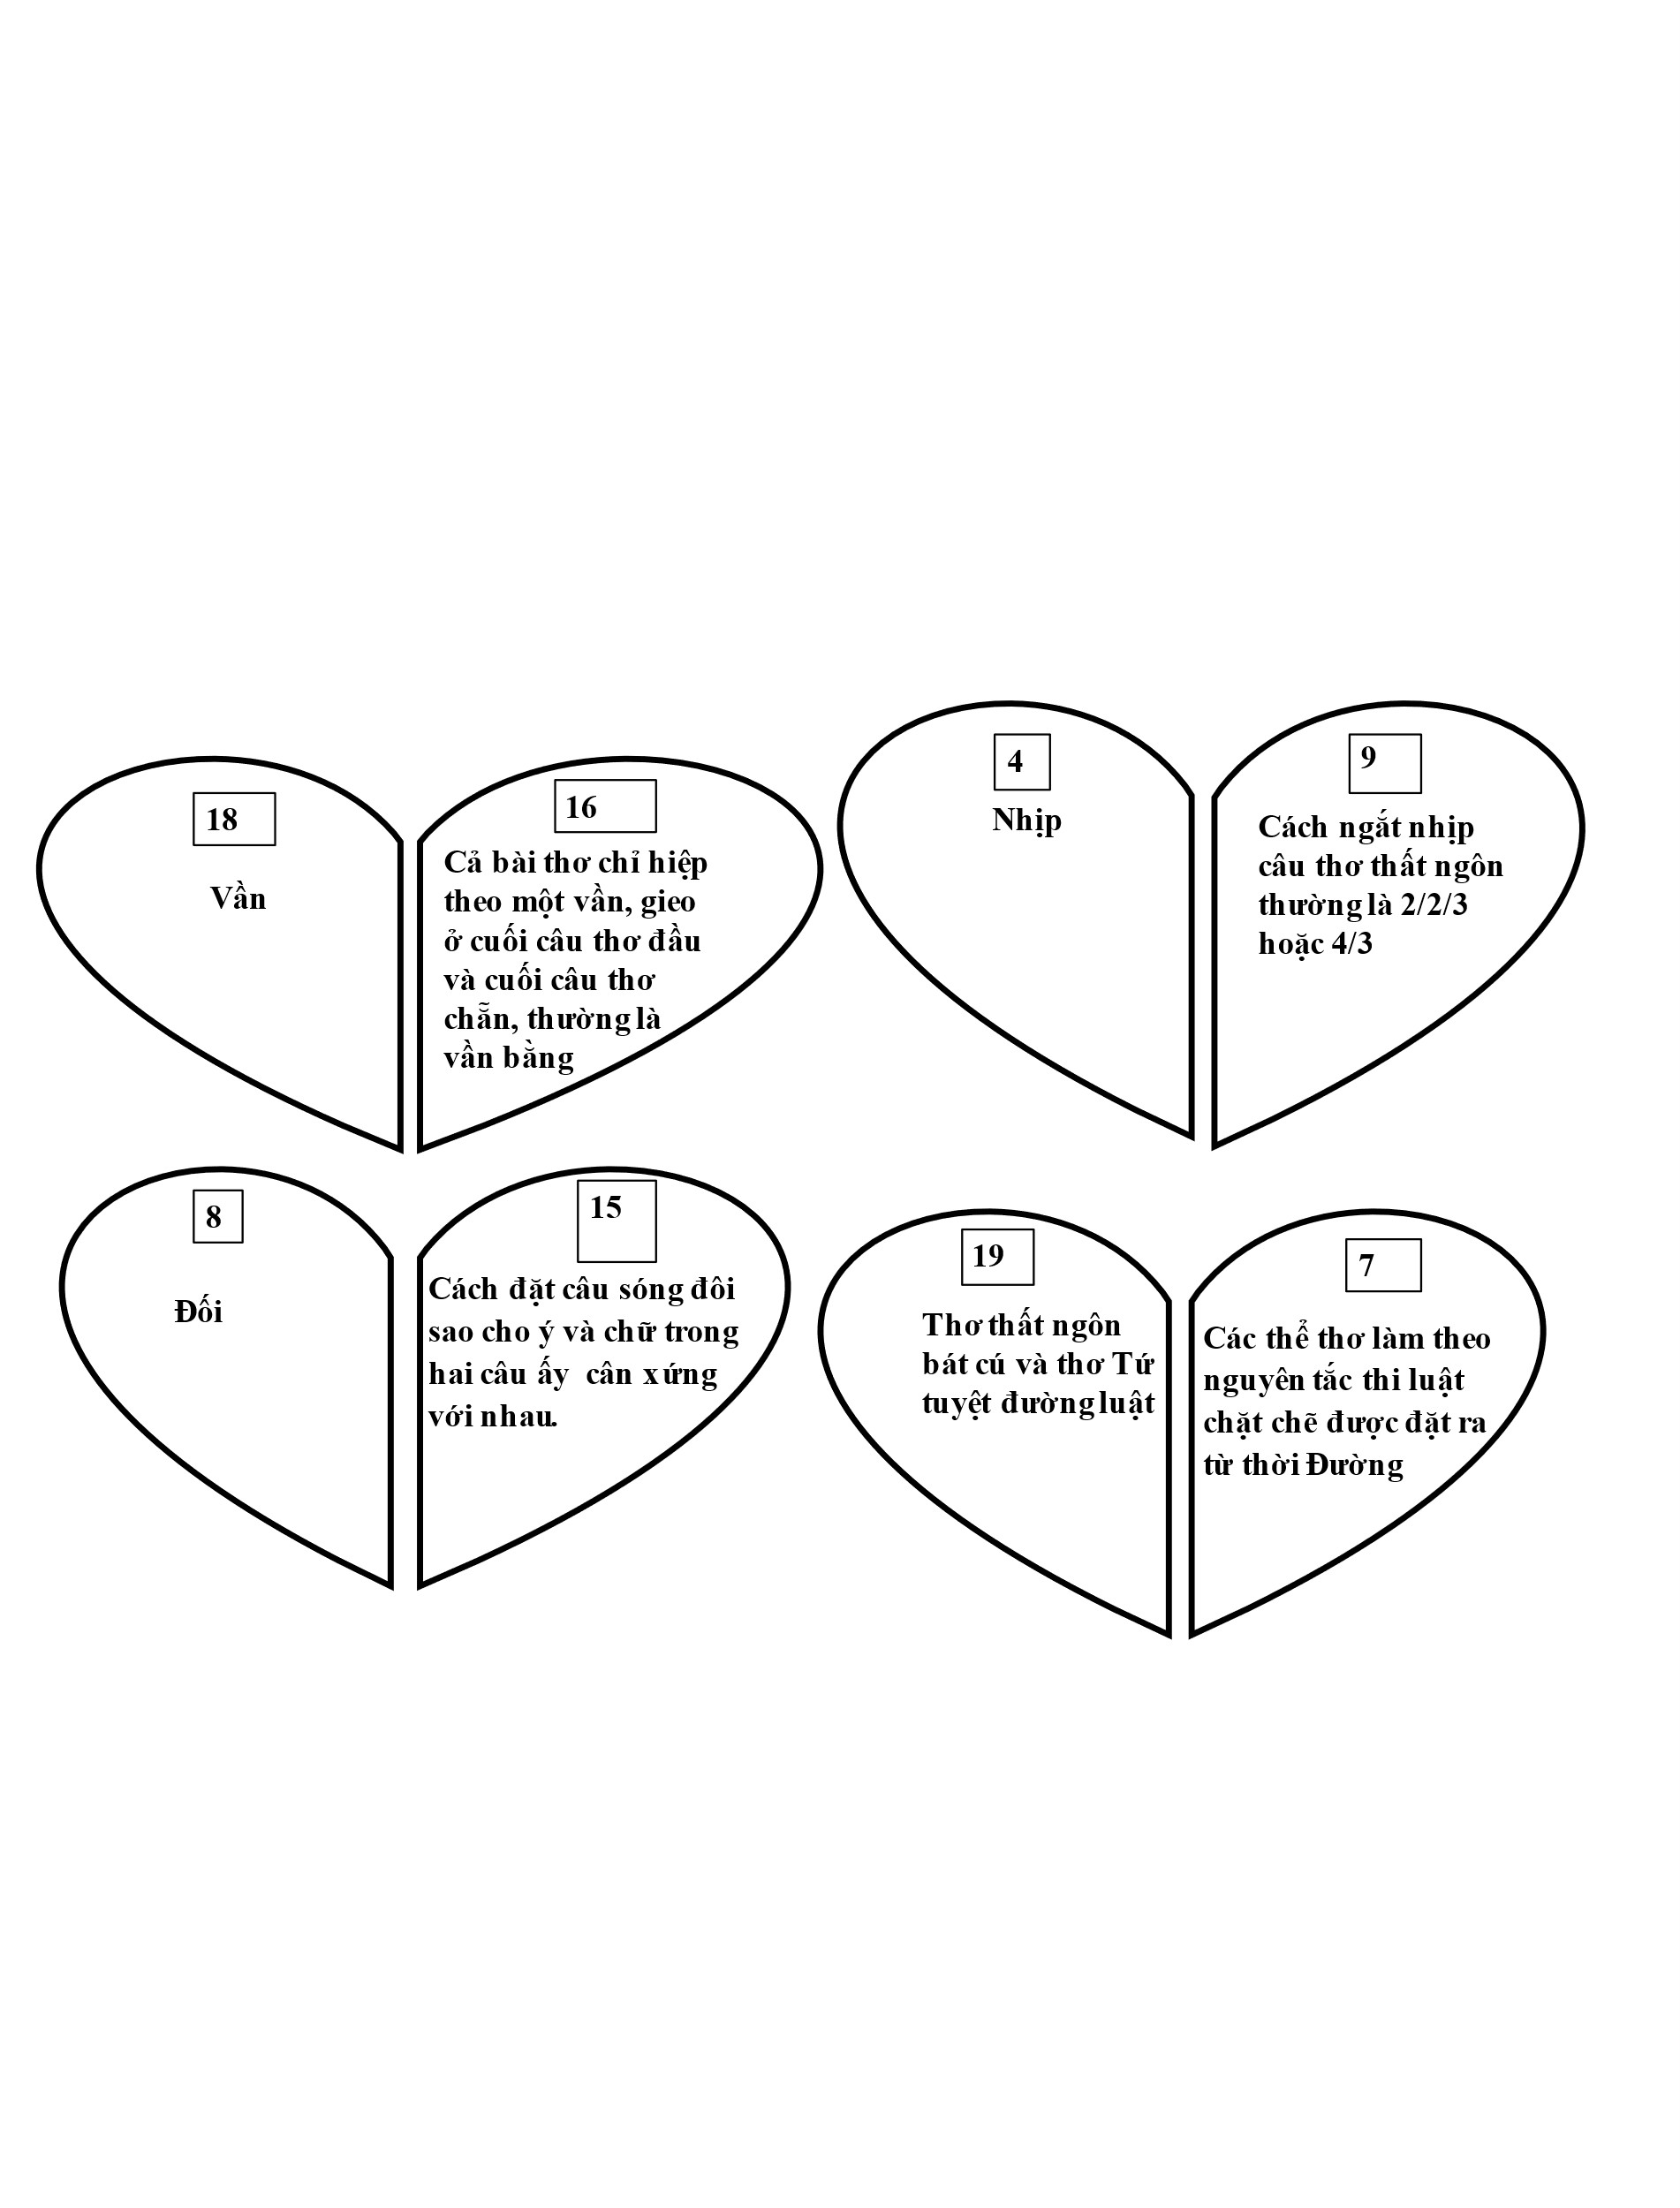 18
Vần
16
Cả bài thơ chỉ hiệp
theo một vần, gieo
ở cuối câu thơ đầu
và cuối câu thơ
chẵn, thường là
vần bằng
4
Nhịp
9
Cách ngắt nhịp
câu thơ thất ngôn
thường là 2/2/3
hoặc 4/3
8
Đối
15
Cách đặt câu sóng đôi
sao cho ý và chữ trong
hai câu ấy cân xứng
với nhau.
19
Thơ thất ngôn
bát cú và thơ Tứ
tuyệt đường luật
7
Các thể thơ làm theo
nguyên tắc thi luật
chặt chẽ được đặt ra
từ thời Đường